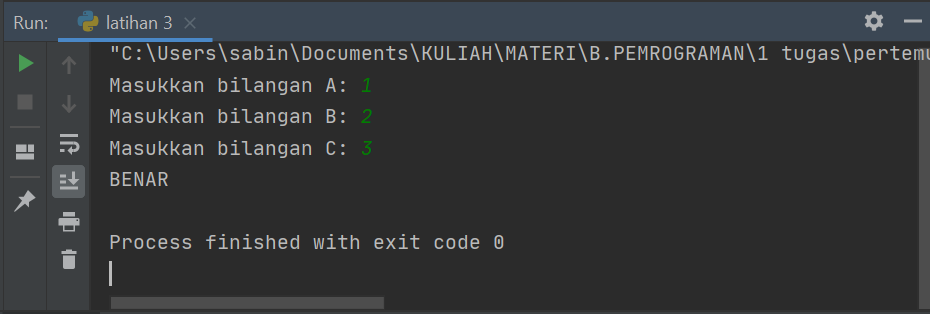 Run: latihan 3
"C:\Users\sabin\Documents\KULIAH\MATERI\B.PEMROGRAMAN\1 tugas\pertemu
Masukkan bilangan A: 1
Masukkan bilangan B: 2
Masukkan bilangan C: 3
BENAR
Process finished with exit code 0